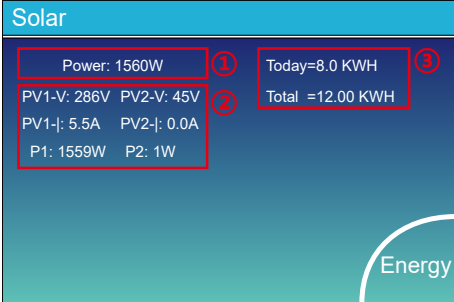 Solar
Power: 1560W ①
PV1-V: 286V PV2-V: 45V ②
PV1-|: 5.5A PV2-|: 0.0A
P1: 1559W P2: 1W
Today=8.0 KWH ③
Total =12.00 KWH
Energy